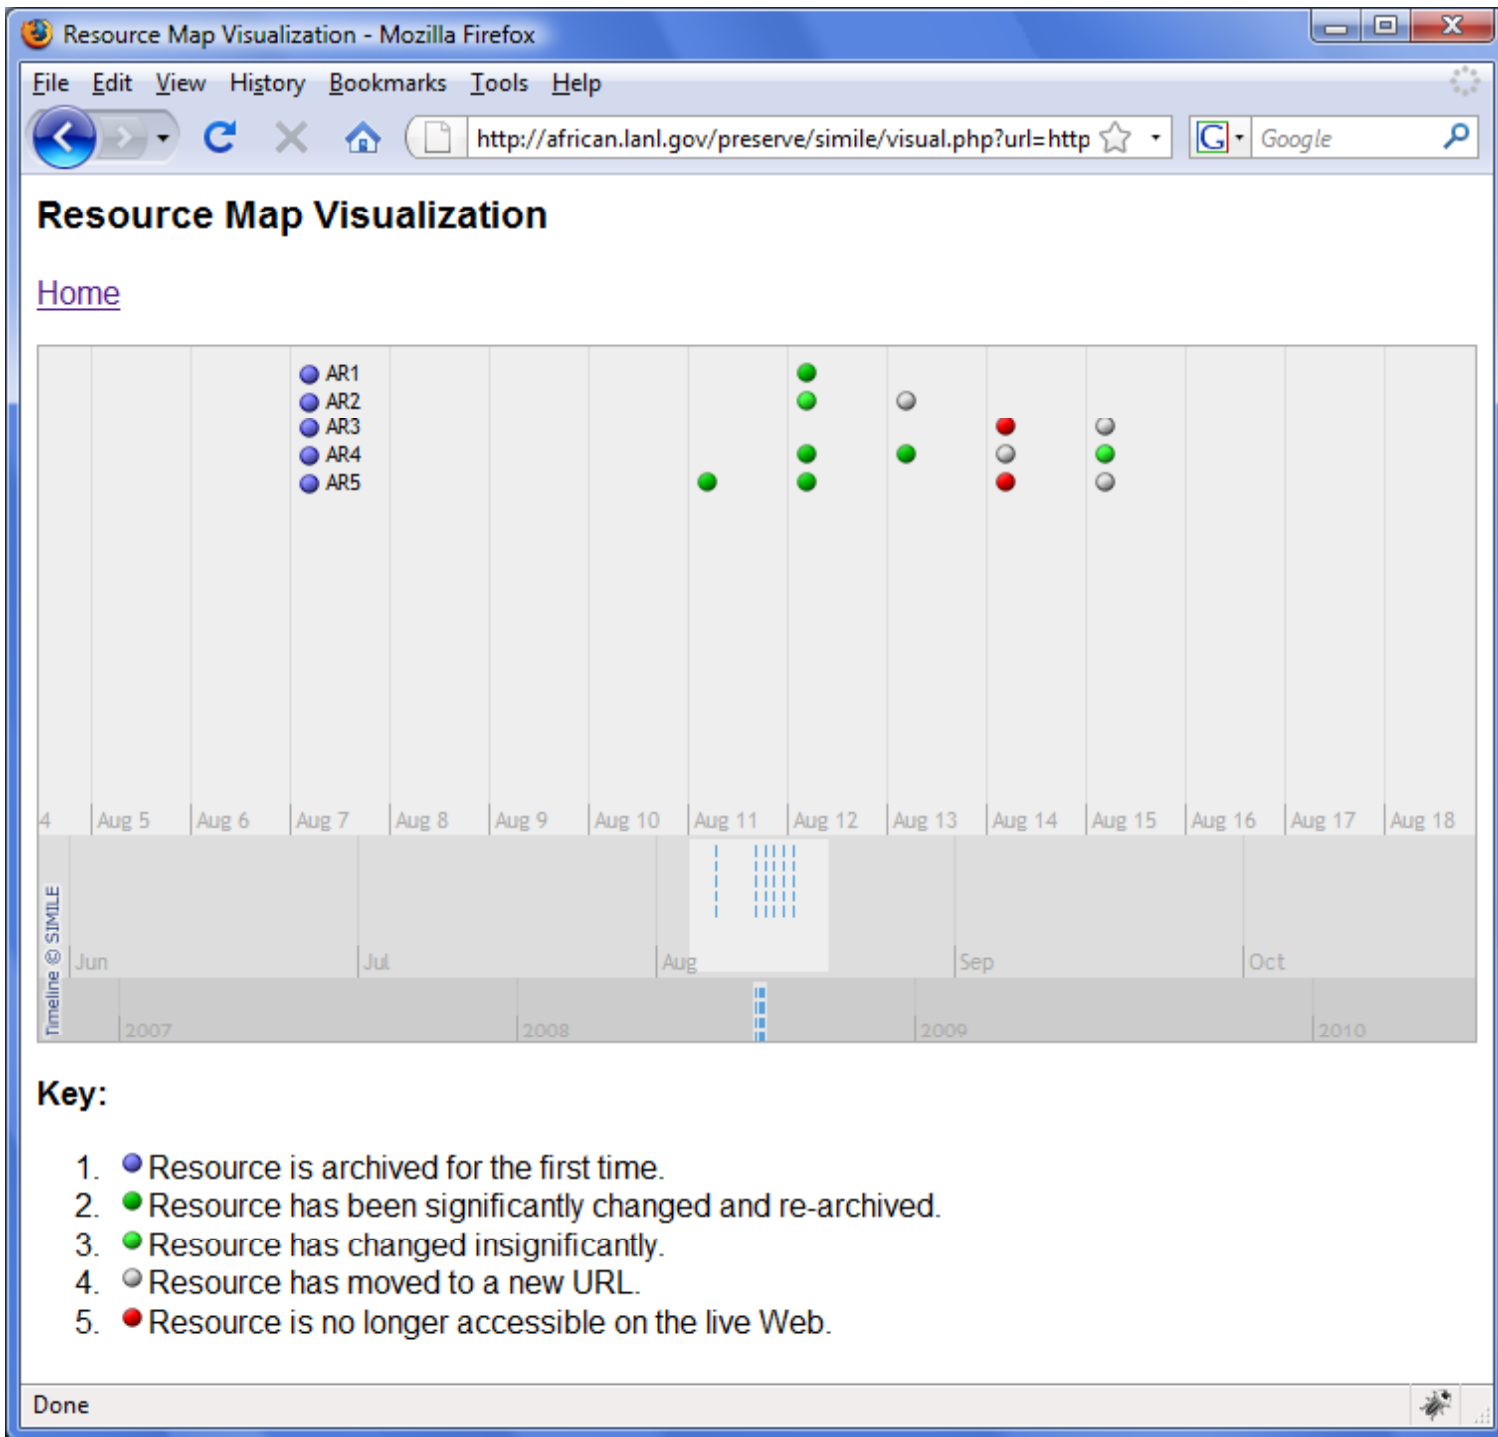 Resource Map Visualization - Mozilla Firefox
File Edit View History Bookmarks Tools Help
http://african.lanl.gov/preserve/simile/visual.php?url=http
G Google
Resource Map Visualization
Home
AR1
AR2
AR3
AR4
AR5
4 Aug 5 Aug 6 Aug 7 Aug 8 Aug 9 Aug 10 Aug 11 Aug 12 Aug 13 Aug 14 Aug 15 Aug 16 Aug 17 Aug 18
Timeline © SIMILE
Jun Jul Aug Sep Oct
2007 2008 2009 2010
Key:
1. Resource is archived for the first time.
2. Resource has been significantly changed and re-archived.
3. Resource has changed insignificantly.
4. Resource has moved to a new URL.
5. Resource is no longer accessible on the live Web.
Done